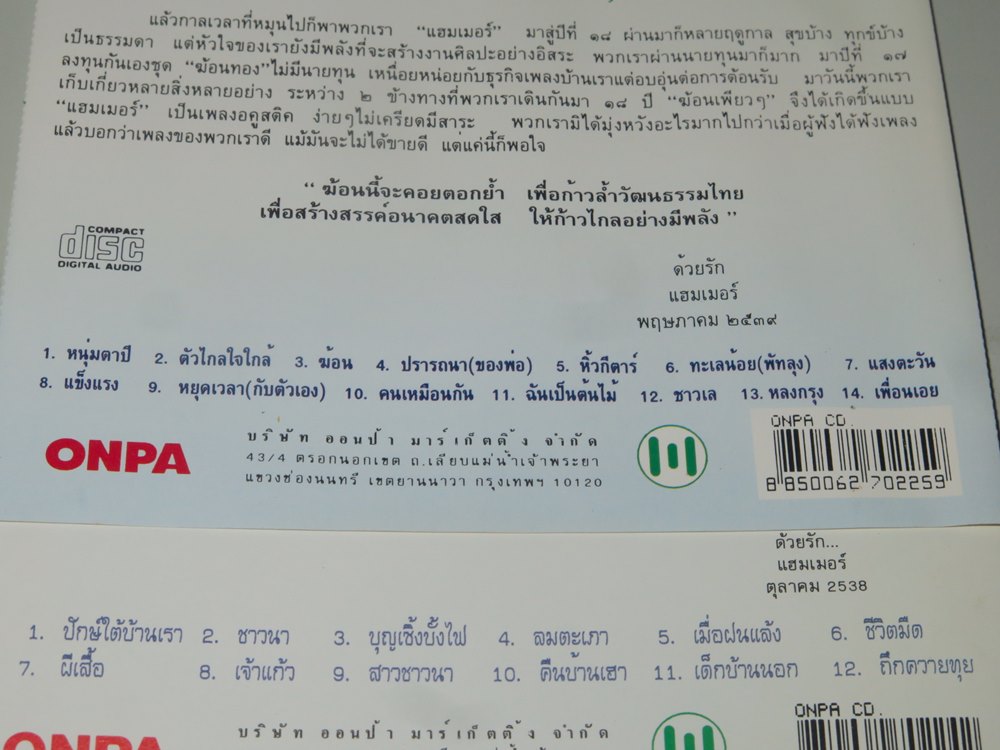 แล้วกาลเวลาที่หมุนไปก็พาพวกเรา "แฮมเมอร์" มาสู่ปีที่ ๑๘ ผ่านมาก็หลายฤดูกาล สุขบ้าง ทุกข์บ้าง
เป็นธรรมดา แต่หัวใจของเรายังมีพลังที่จะสร้างงานศิลปะอย่างอิสระ พวกเราผ่านนายทุนมาก็มาก มาปีที่ ๑๗
ลงทุนกันเองชุด "ฆ้อนทอง"ไม่มีนายทุน เหนื่อยหน่อยกับธุรกิจเพลงบ้านเราแต่อบอุ่นต่อการต้อนรับ มาวันนี้พวกเรา
เก็บเกี่ยวหลายสิ่งหลายอย่าง ระหว่าง ๒ ข้างทางที่พวกเราเดินกันมา ๑๘ ปี "ฆ้อนเพียวๆ" จึงได้เกิดขึ้นแบบ
"แฮมเมอร์" เป็นเพลงอคูสติค ง่ายๆไม่เครียดมีสาระ พวกเรามิได้มุ่งหวังอะไรมากไปกว่าเมื่อผู้ฟังได้ฟังเพลง
แล้วบอกว่าเพลงของพวกเราดี แม้มันจะไม่ได้ขายดี แต่แค่นี้ก็พอใจ
" ฆ้อนนี้จะคอยตอกย้ำ เพื่อก้าวล้ำวัฒนธรรมไทย
เพื่อสร้างสรรค์อนาคตสดใส ให้ก้าวไกลอย่างมีพลัง "
COMPACT
disc
DIGITAL AUDIO
ด้วยรัก
แฮมเมอร์
พฤษภาคม ๒๕๓๙
1. หนุ่มตาปี 2. ตัวไกลใจใกล้ 3. ฆ้อน 4. ปรารถนา(ของพ่อ) 5. หิ้วกีตาร์ 6. ทะเลน้อย(พัทลุง) 7. แสงตะวัน
8. แข็งแรง 9. หยุดเวลา(กับตัวเอง) 10. คนเหมือนกัน 11. ฉันเป็นต้นไม้ 12. ชาวเล 13. หลงกรุง 14. เพื่อนเอย
ONPA
บริษัท ออนป้า มาร์เก็ตติ้ง จำกัด
43/4 ตรอกนอกเขต ถ.เลียบแม่น้ำเจ้าพระยา
แขวงช่องนนทรี เขตยานนาวา กรุงเทพฯ 10120
ONPA CD.
8 850062 702259
ด้วยรัก...
แฮมเมอร์
ตุลาคม 2538
1. ปักษ์ใต้บ้านเรา 2. ชาวนา 3. บุญเซิ้งบั้งไฟ 4. ลมตะเภา 5. เมื่อฝนแล้ง 6. ชีวิตมืด
7. ผีเสื้อ 8. เจ้าแก้ว 9. สาวชาวนา 10. คืนบ้านเฮา 11. เด็กบ้านนอก 12. ถึกควายทุย
ONPA
บริษัท ออนป้า มาร์เก็ตติ้ง จำกัด
ONPA CD.